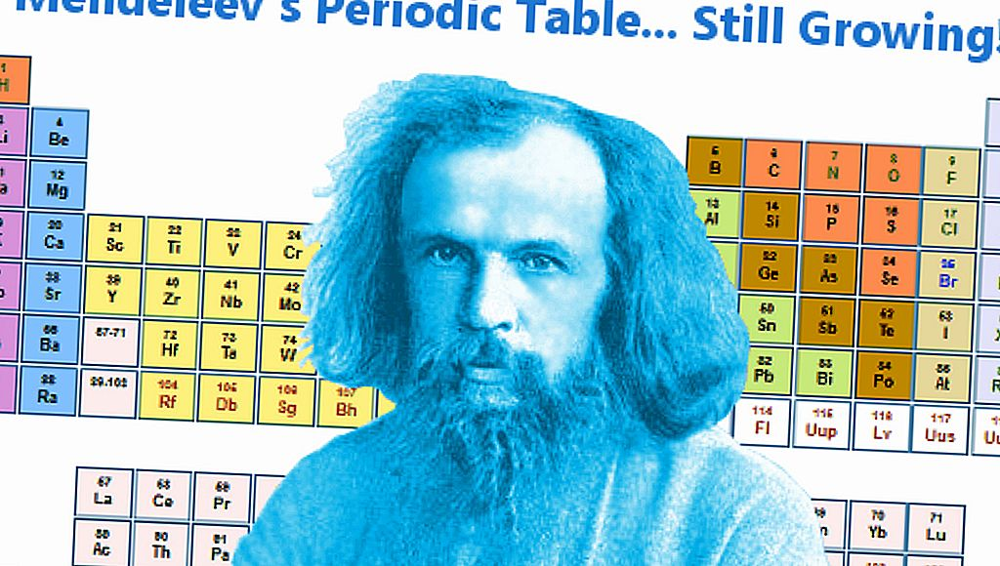 Mendeleev's Periodic Table... Still Growing!
1
H
4 5 6 7 8 9
Li Be B C N O F
12 13 14 15 16 17
Mg Al Si P S Cl
20 21 22 23 24 32 33 34 35
Ca Sc Ti V Cr Ge As Se Br
38 39 40 41 42 50 51 52 53
Sr Y Zr Nb Mo Sn Sb Te I
57-71 72 73 74 82 83 84 85
Ba Hf Ta W Pb Bi Po At
88 104 105 106 107 114 115 116 117
Ra Rf Db Sg Bh Fl Uup Lv Uus
57 58 59 70 71
La Ce Pr Yb Lu
90 91
Ac Th Pa